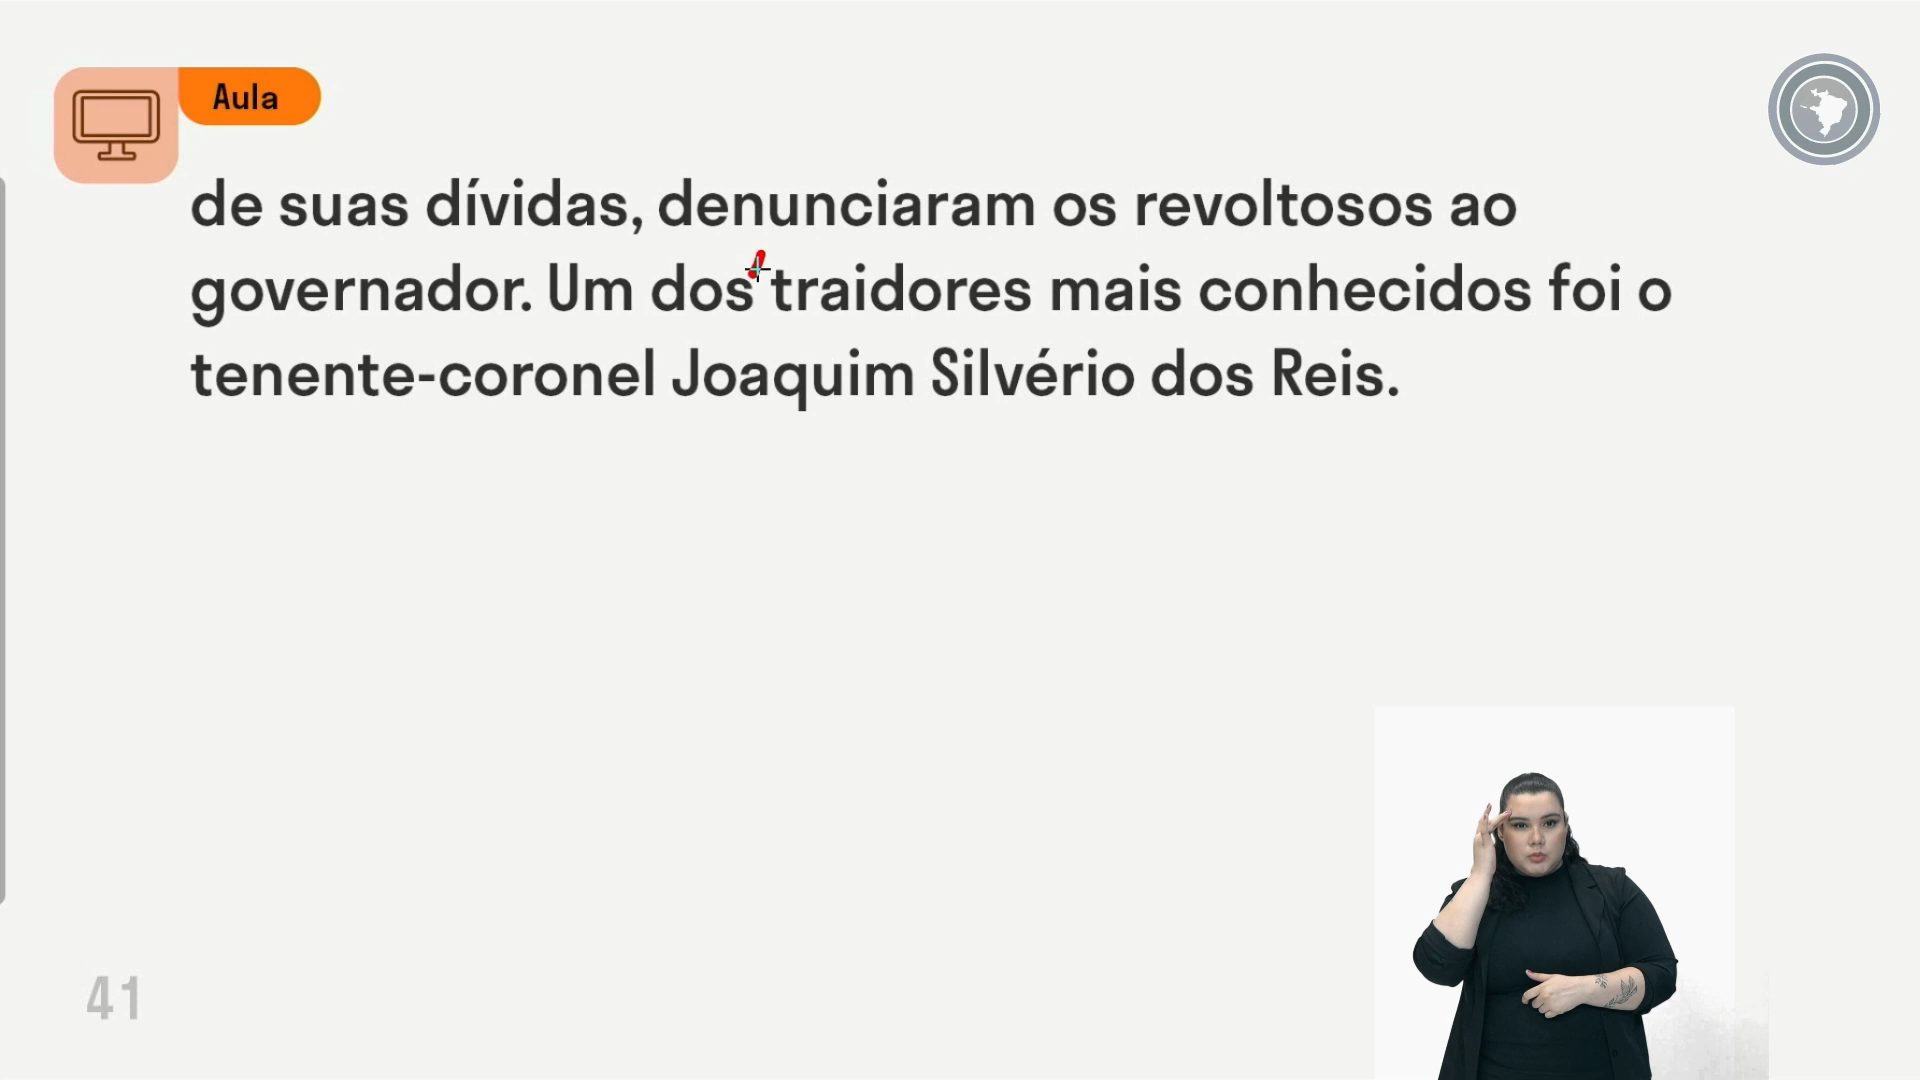 Aula
de suas dívidas, denunciaram os revoltosos ao
governador. Um dos traidores mais conhecidos foi o
tenente-coronel Joaquim Silvério dos Reis.
41